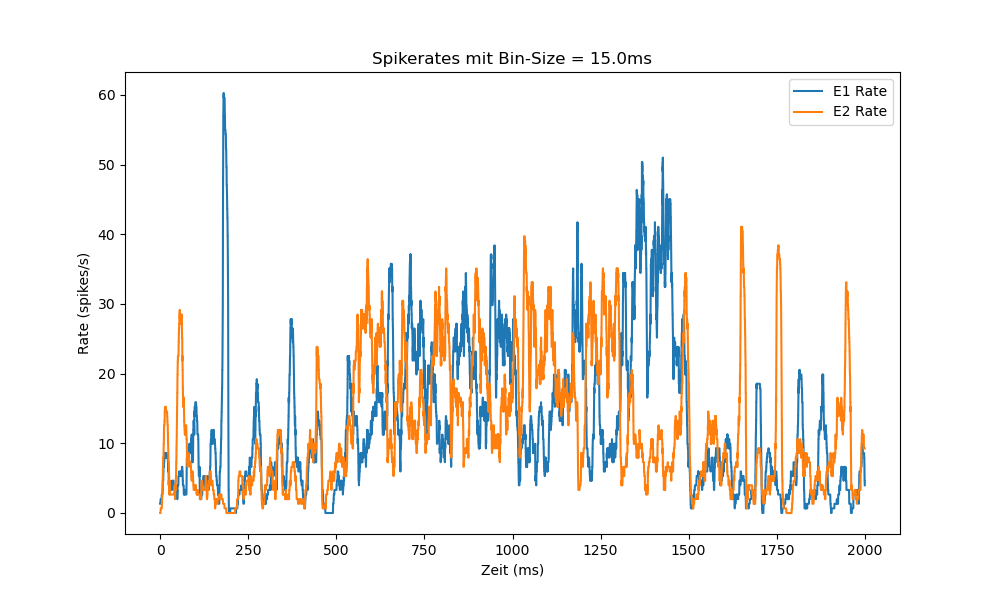 Spikerates mit Bin-Size = 15.0ms
E1 Rate
E2 Rate
60
50
40
30
20
10
0
Rate (spikes/s)
0 250 500 750 1000 1250 1500 1750 2000
Zeit (ms)